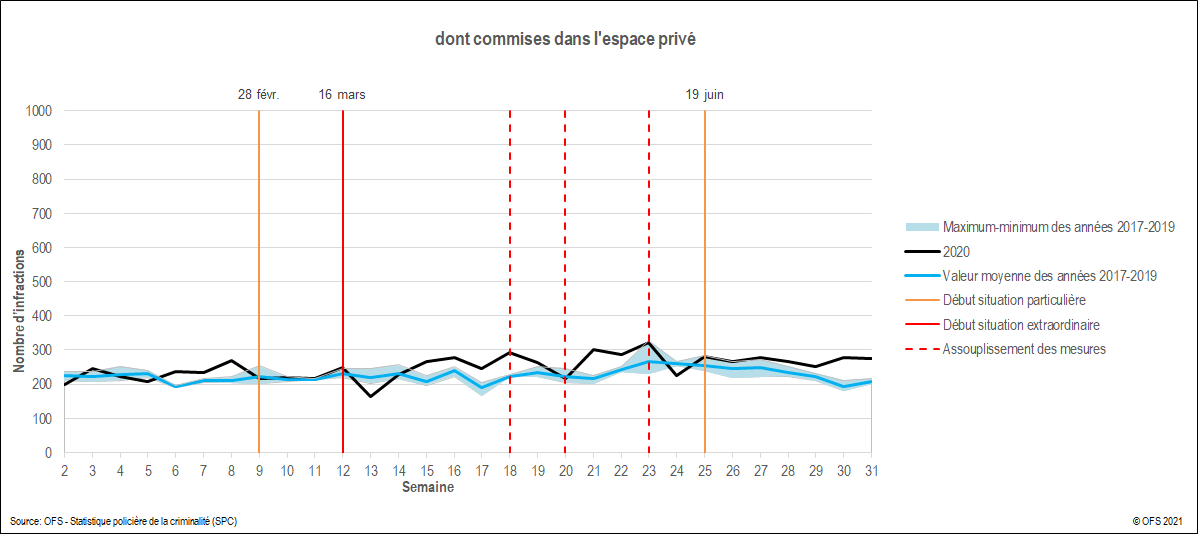 dont commises dans l'espace privé
28 févr.
16 mars
19 juin
1000
900
800
700
600
500
400
300
200
100
0
Nombre d'infractions
2 3 4 5 6 7 8 9 10 11 12 13 14 15 16 17 18 19 20 21 22 23 24 25 26 27 28 29 30 31
Semaine
Maximum-minimum des années 2017-2019
2020
Valeur moyenne des années 2017-2019
Début situation particulière
Début situation extraordinaire
Assouplissement des mesures
Source: OFS - Statistique policière de la criminalité (SPC)
© OFS 2021